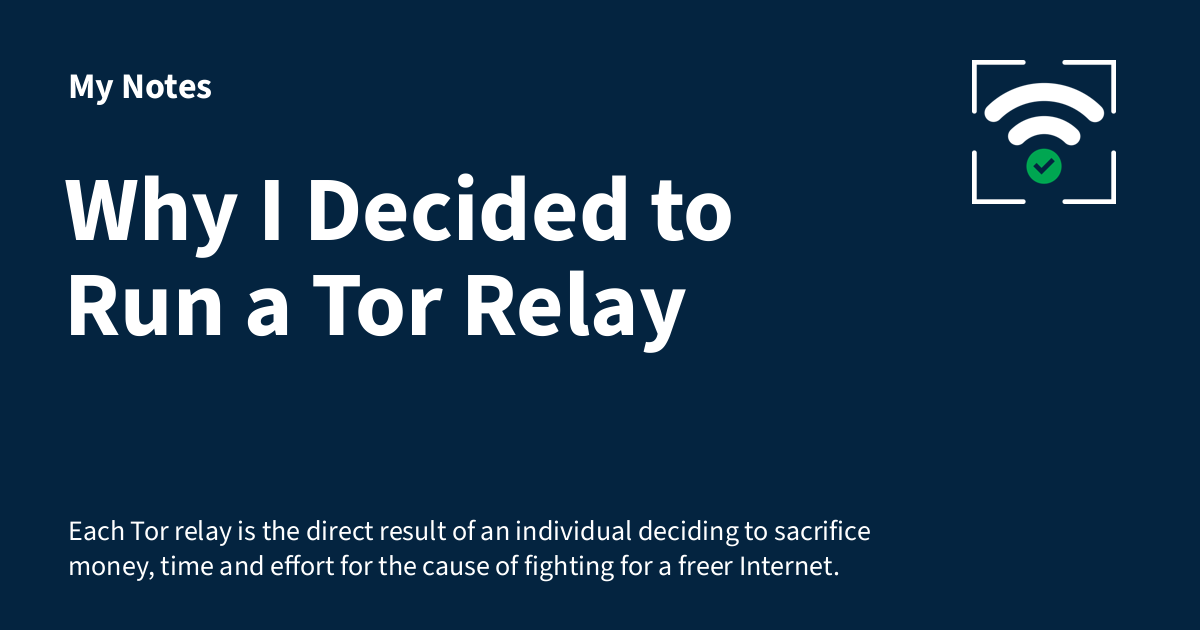 My Notes
Why I Decided to
Run a Tor Relay
Each Tor relay is the direct result of an individual deciding to sacrifice
money, time and effort for the cause of fighting for a freer Internet.